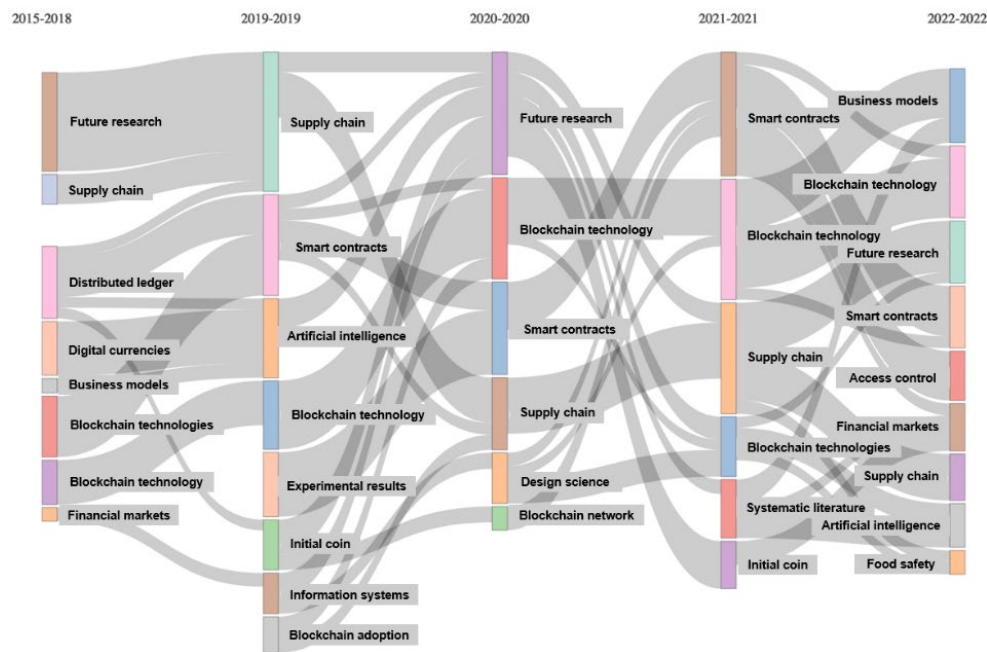 2015-2018
2019-2019
2020-2020
2021-2021
2022-2022
Future research
Supply chain
Distributed ledger
Digital currencies
Business models
Blockchain technologies
Blockchain technology
Financial markets
Supply chain
Smart contracts
Artificial intelligence
Blockchain technology
Experimental results
Initial coin
Information systems
Blockchain adoption
Future research
Blockchain technology
Smart contracts
Supply chain
Design science
Blockchain network
Smart contracts
Blockchain technology
Supply chain
Blockchain technologies
Systematic literature
Initial coin
Business models
Blockchain technology
Future research
Smart contracts
Access control
Financial markets
Supply chain
Artificial intelligence
Food safety